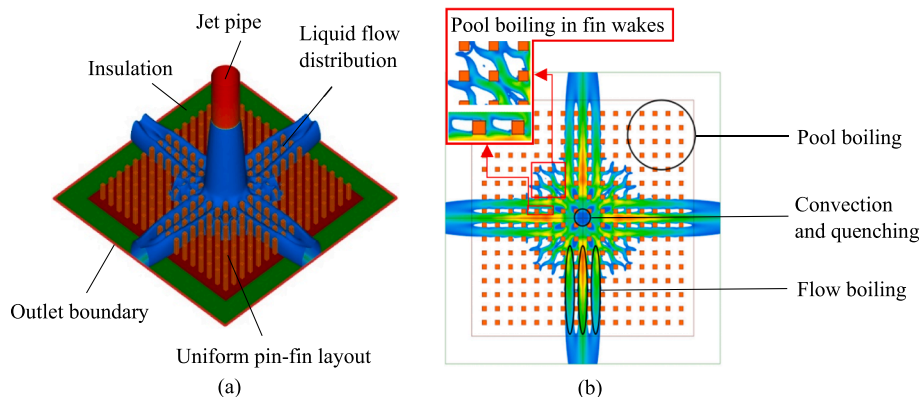 Jet pipe
Liquid flow
distribution
Insulation
Outlet boundary
Uniform pin-fin layout
(a)
Pool boiling in fin wakes
Pool boiling
Convection
and quenching
Flow boiling
(b)